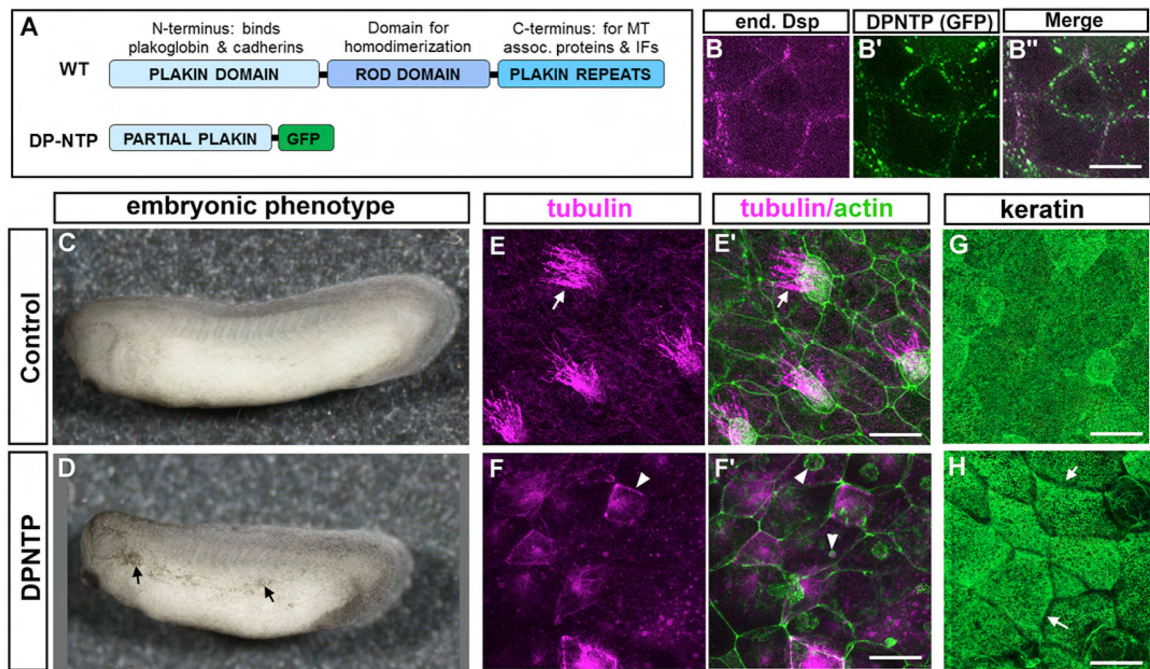 A
N-terminus: binds
plakoglobin & cadherins
Domain for
homodimerization
C-terminus: for MT
assoc. proteins & IFs
WT
PLAKIN DOMAIN
ROD DOMAIN
PLAKIN REPEATS
DP-NTP
PARTIAL PLAKIN
GFP
end. Dsp
DPNTP (GFP)
Merge
B
B'
B"
embryonic phenotype
tubulin
tubulin/actin
keratin
Control
C
E
E'
G
DPNTP
D
F
F'
H